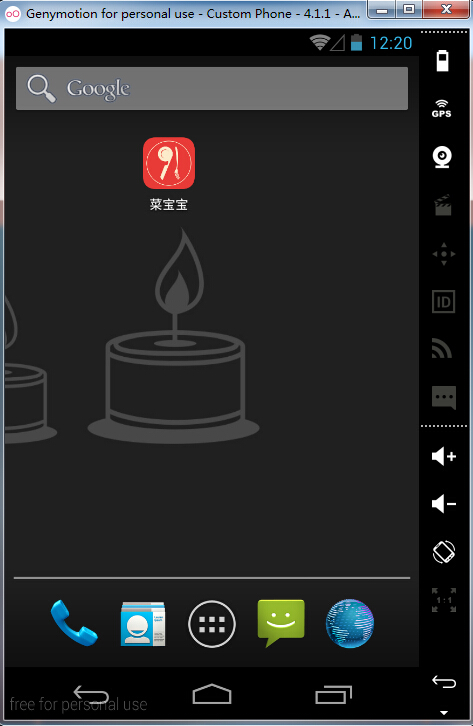 Genymotion for personal use - Custom Phone - 4.1.1 - A...
12:20
Google
GPS
菜宝宝
ID
1:1
free for personal use